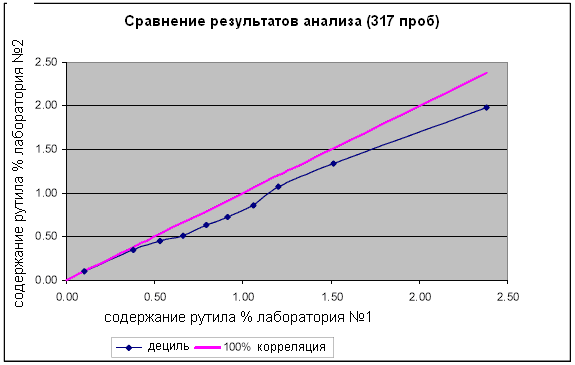 Сравнение результатов анализа (317 проб)
содержание рутила % лаборатория №2
2.50
2.00
1.50
1.00
0.50
0.00
0.00 0.50 1.00 1.50 2.00 2.50
содержание рутила % лаборатория №1
дециль 100% корреляция